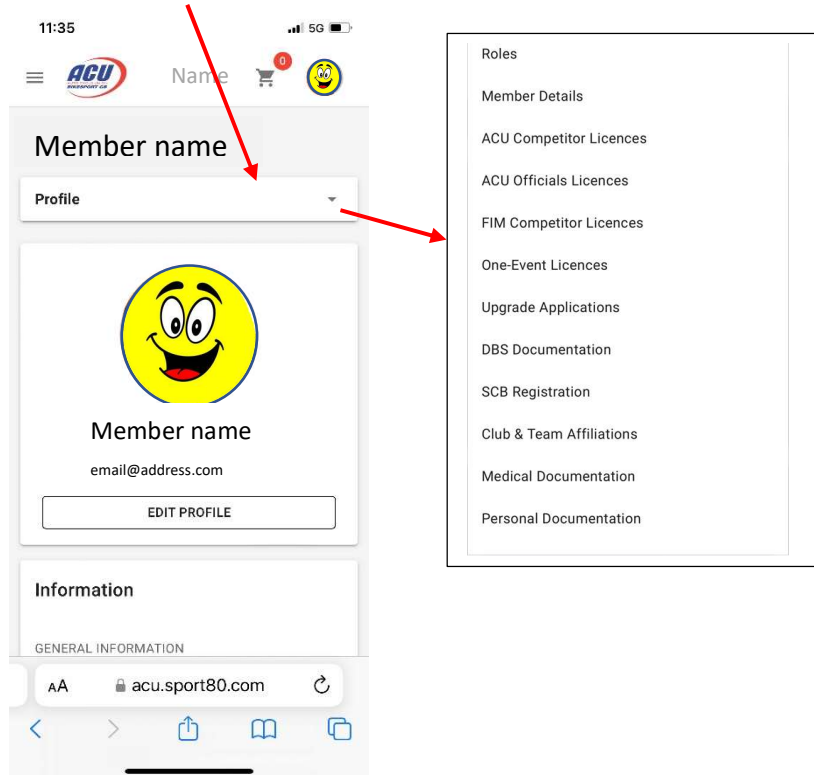 11:35
5G
ACU
Name
0
Member name
Profile
Member name
email@address.com
EDIT PROFILE
Information
GENERAL INFORMATION
AA
acu.sport80.com
Roles
Member Details
ACU Competitor Licences
ACU Officials Licences
FIM Competitor Licences
One-Event Licences
Upgrade Applications
DBS Documentation
SCB Registration
Club & Team Affiliations
Medical Documentation
Personal Documentation